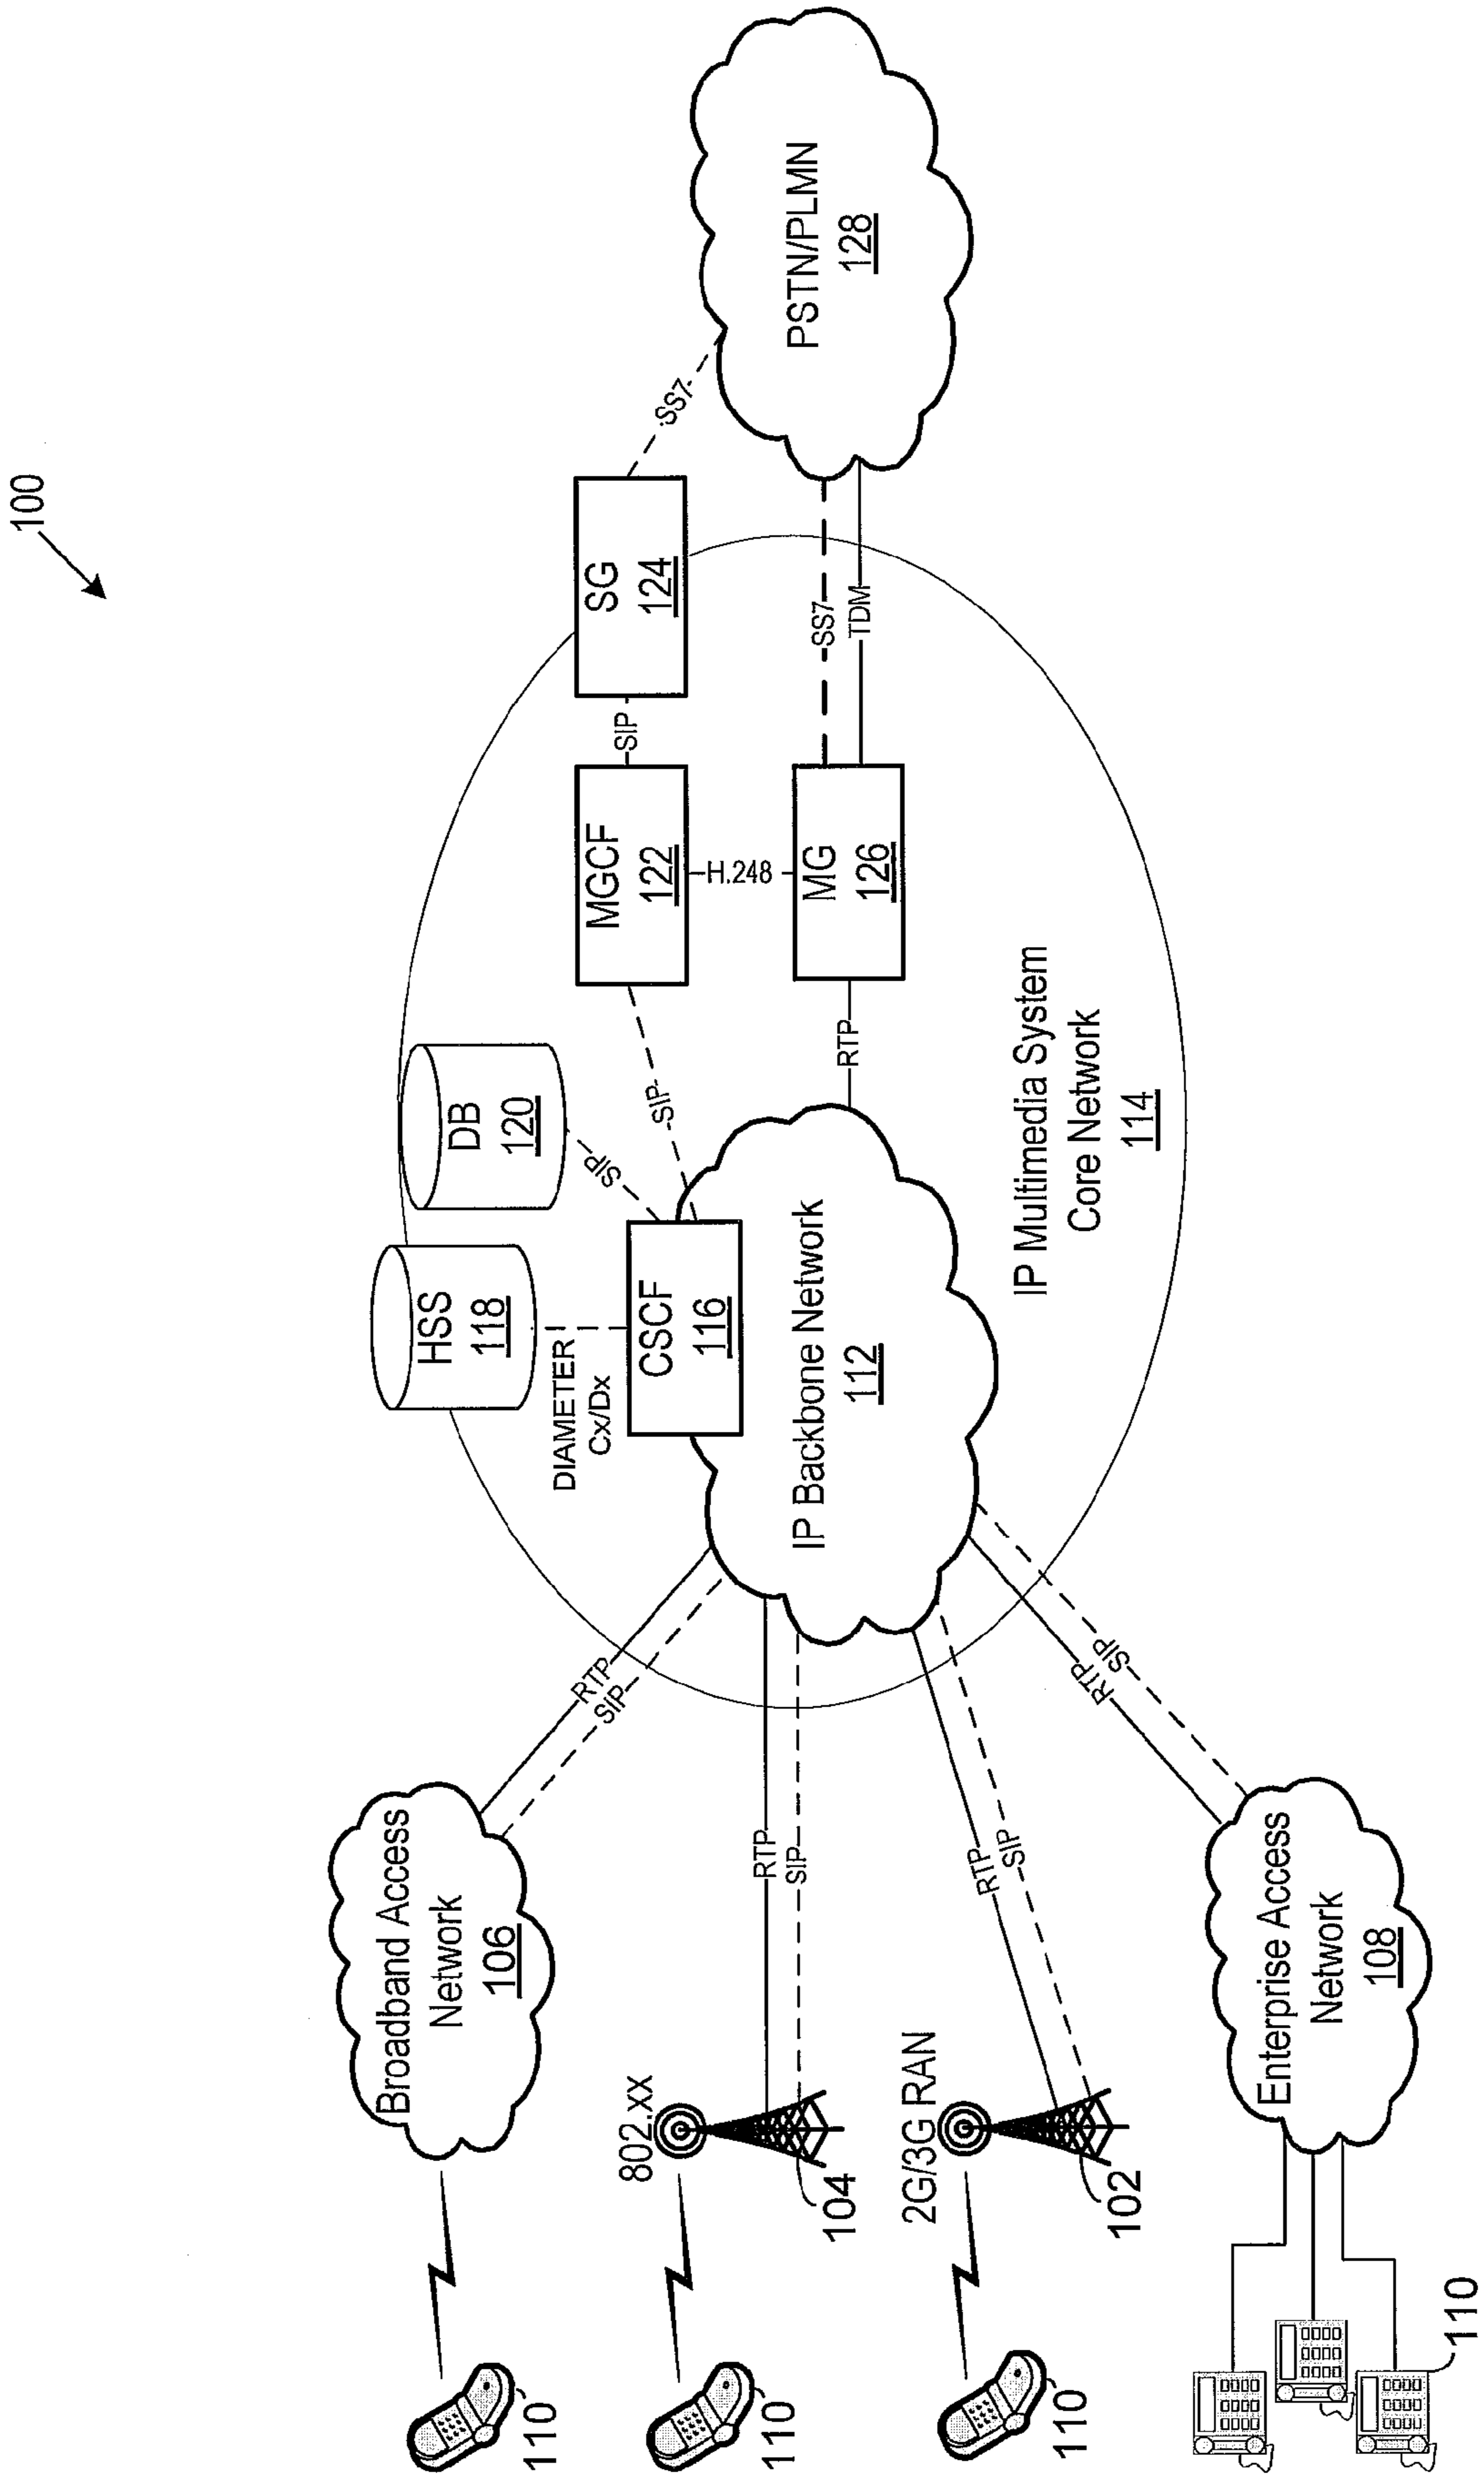 100
Broadband Access
Network
106
110
802.xx
104
110
2G/3G RAN
102
110
Enterprise Access
Network
108
110
RTP
SIP
RTP
SIP
RTP
SIP
RTP
SIP
HSS
118
DIAMETER
Cx/Dx
DB
120
SIP
CSCF
116
IP Backbone Network
112
SIP
MGCF
122
SIP
SG
124
SS7
H.248
RTP
MG
126
SS7
TDM
PSTN/PLMN
128
IP Multimedia System
Core Network
114